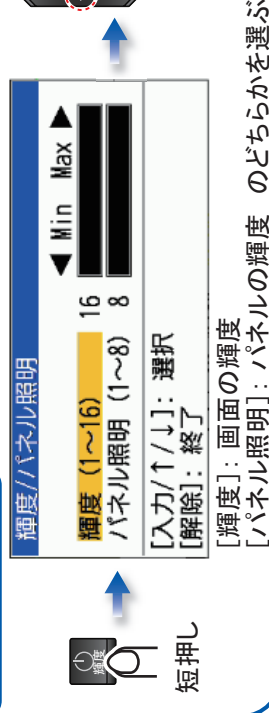 輝度
短押し
輝度/パネル照明
◀ Min Max ▶
輝度 (1～16) 16
パネル照明 (1～8) 8
[入力/↑/↓]: 選択
[解除]: 終了
[輝度]: 画面の輝度
[パネル照明]: パネルの輝度 のどちらかを選ぶ